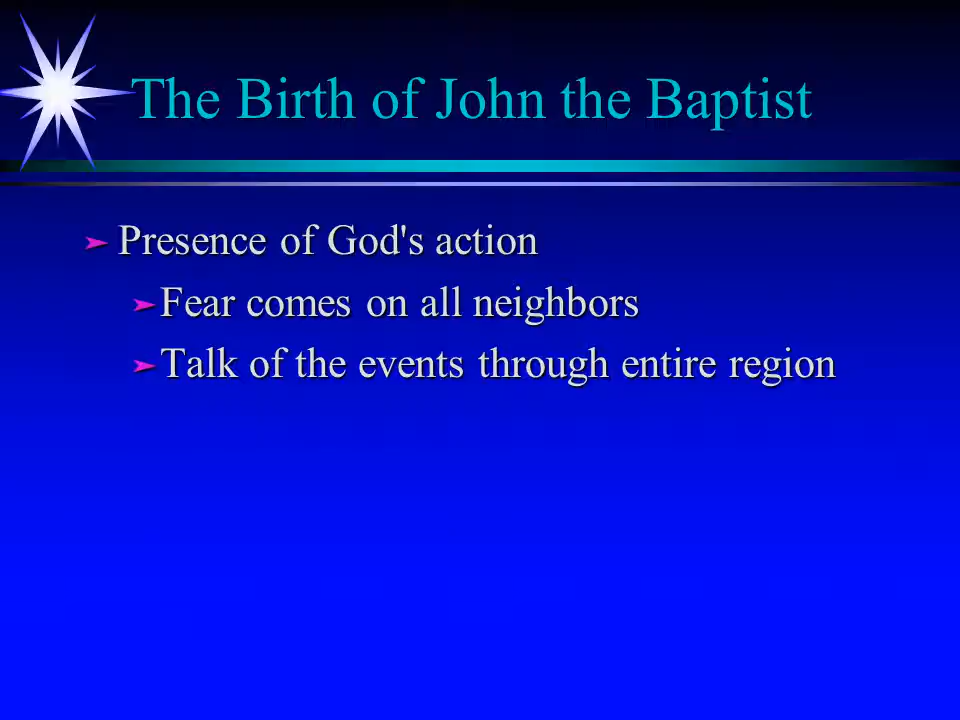 The Birth of John the Baptist
Presence of God's action
Fear comes on all neighbors
Talk of the events through entire region